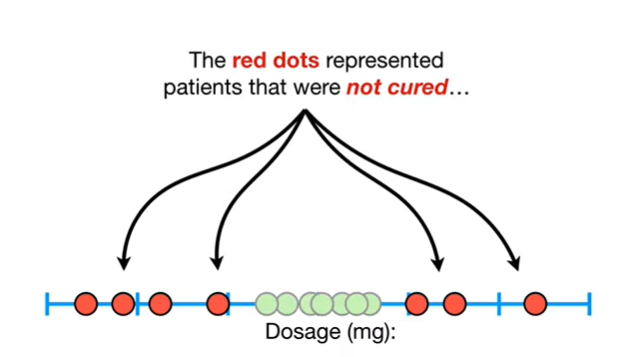 The red dots represented
patients that were not cured…
Dosage (mg):